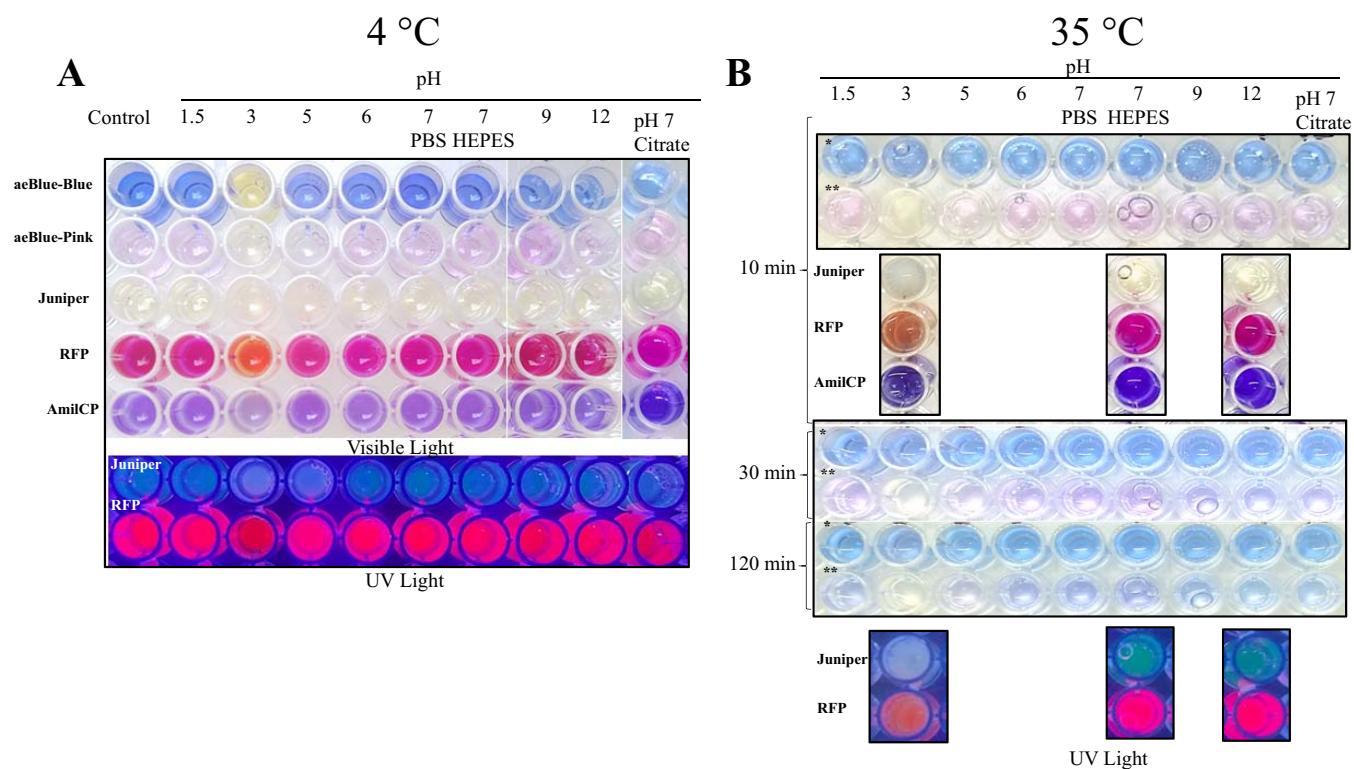 4 °C
A
pH
Control 1.5 3 5 6 7 7 9 12 pH 7
PBS HEPES Citrate
aeBlue-Blue
aeBlue-Pink
Juniper
RFP
AmilCP
Visible Light
Juniper
RFP
UV Light
35 °C
B
pH
1.5 3 5 6 7 7 9 12 pH 7
PBS HEPES Citrate
*
**
10 min
Juniper
RFP
AmilCP
*
30 min
**
*
120 min
**
Juniper
RFP
UV Light